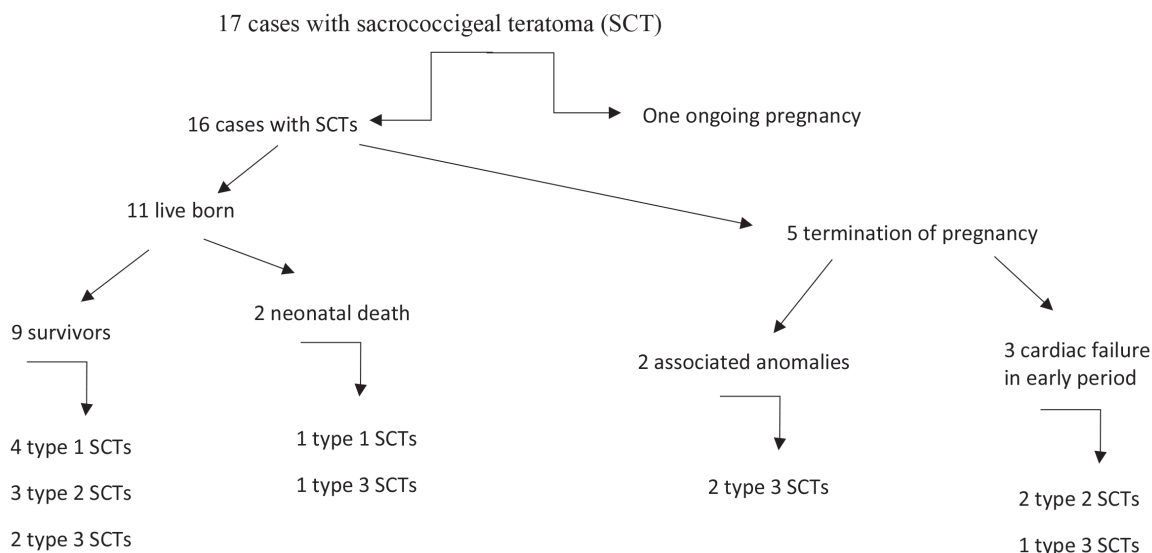 17 cases with sacrococcigeal teratoma (SCT)
One ongoing pregnancy
16 cases with SCTs
11 live born
5 termination of pregnancy
9 survivors
2 neonatal death
2 associated anomalies
3 cardiac failure
in early period
4 type 1 SCTs
3 type 2 SCTs
2 type 3 SCTs
1 type 1 SCTs
1 type 3 SCTs
2 type 3 SCTs
2 type 2 SCTs
1 type 3 SCTs